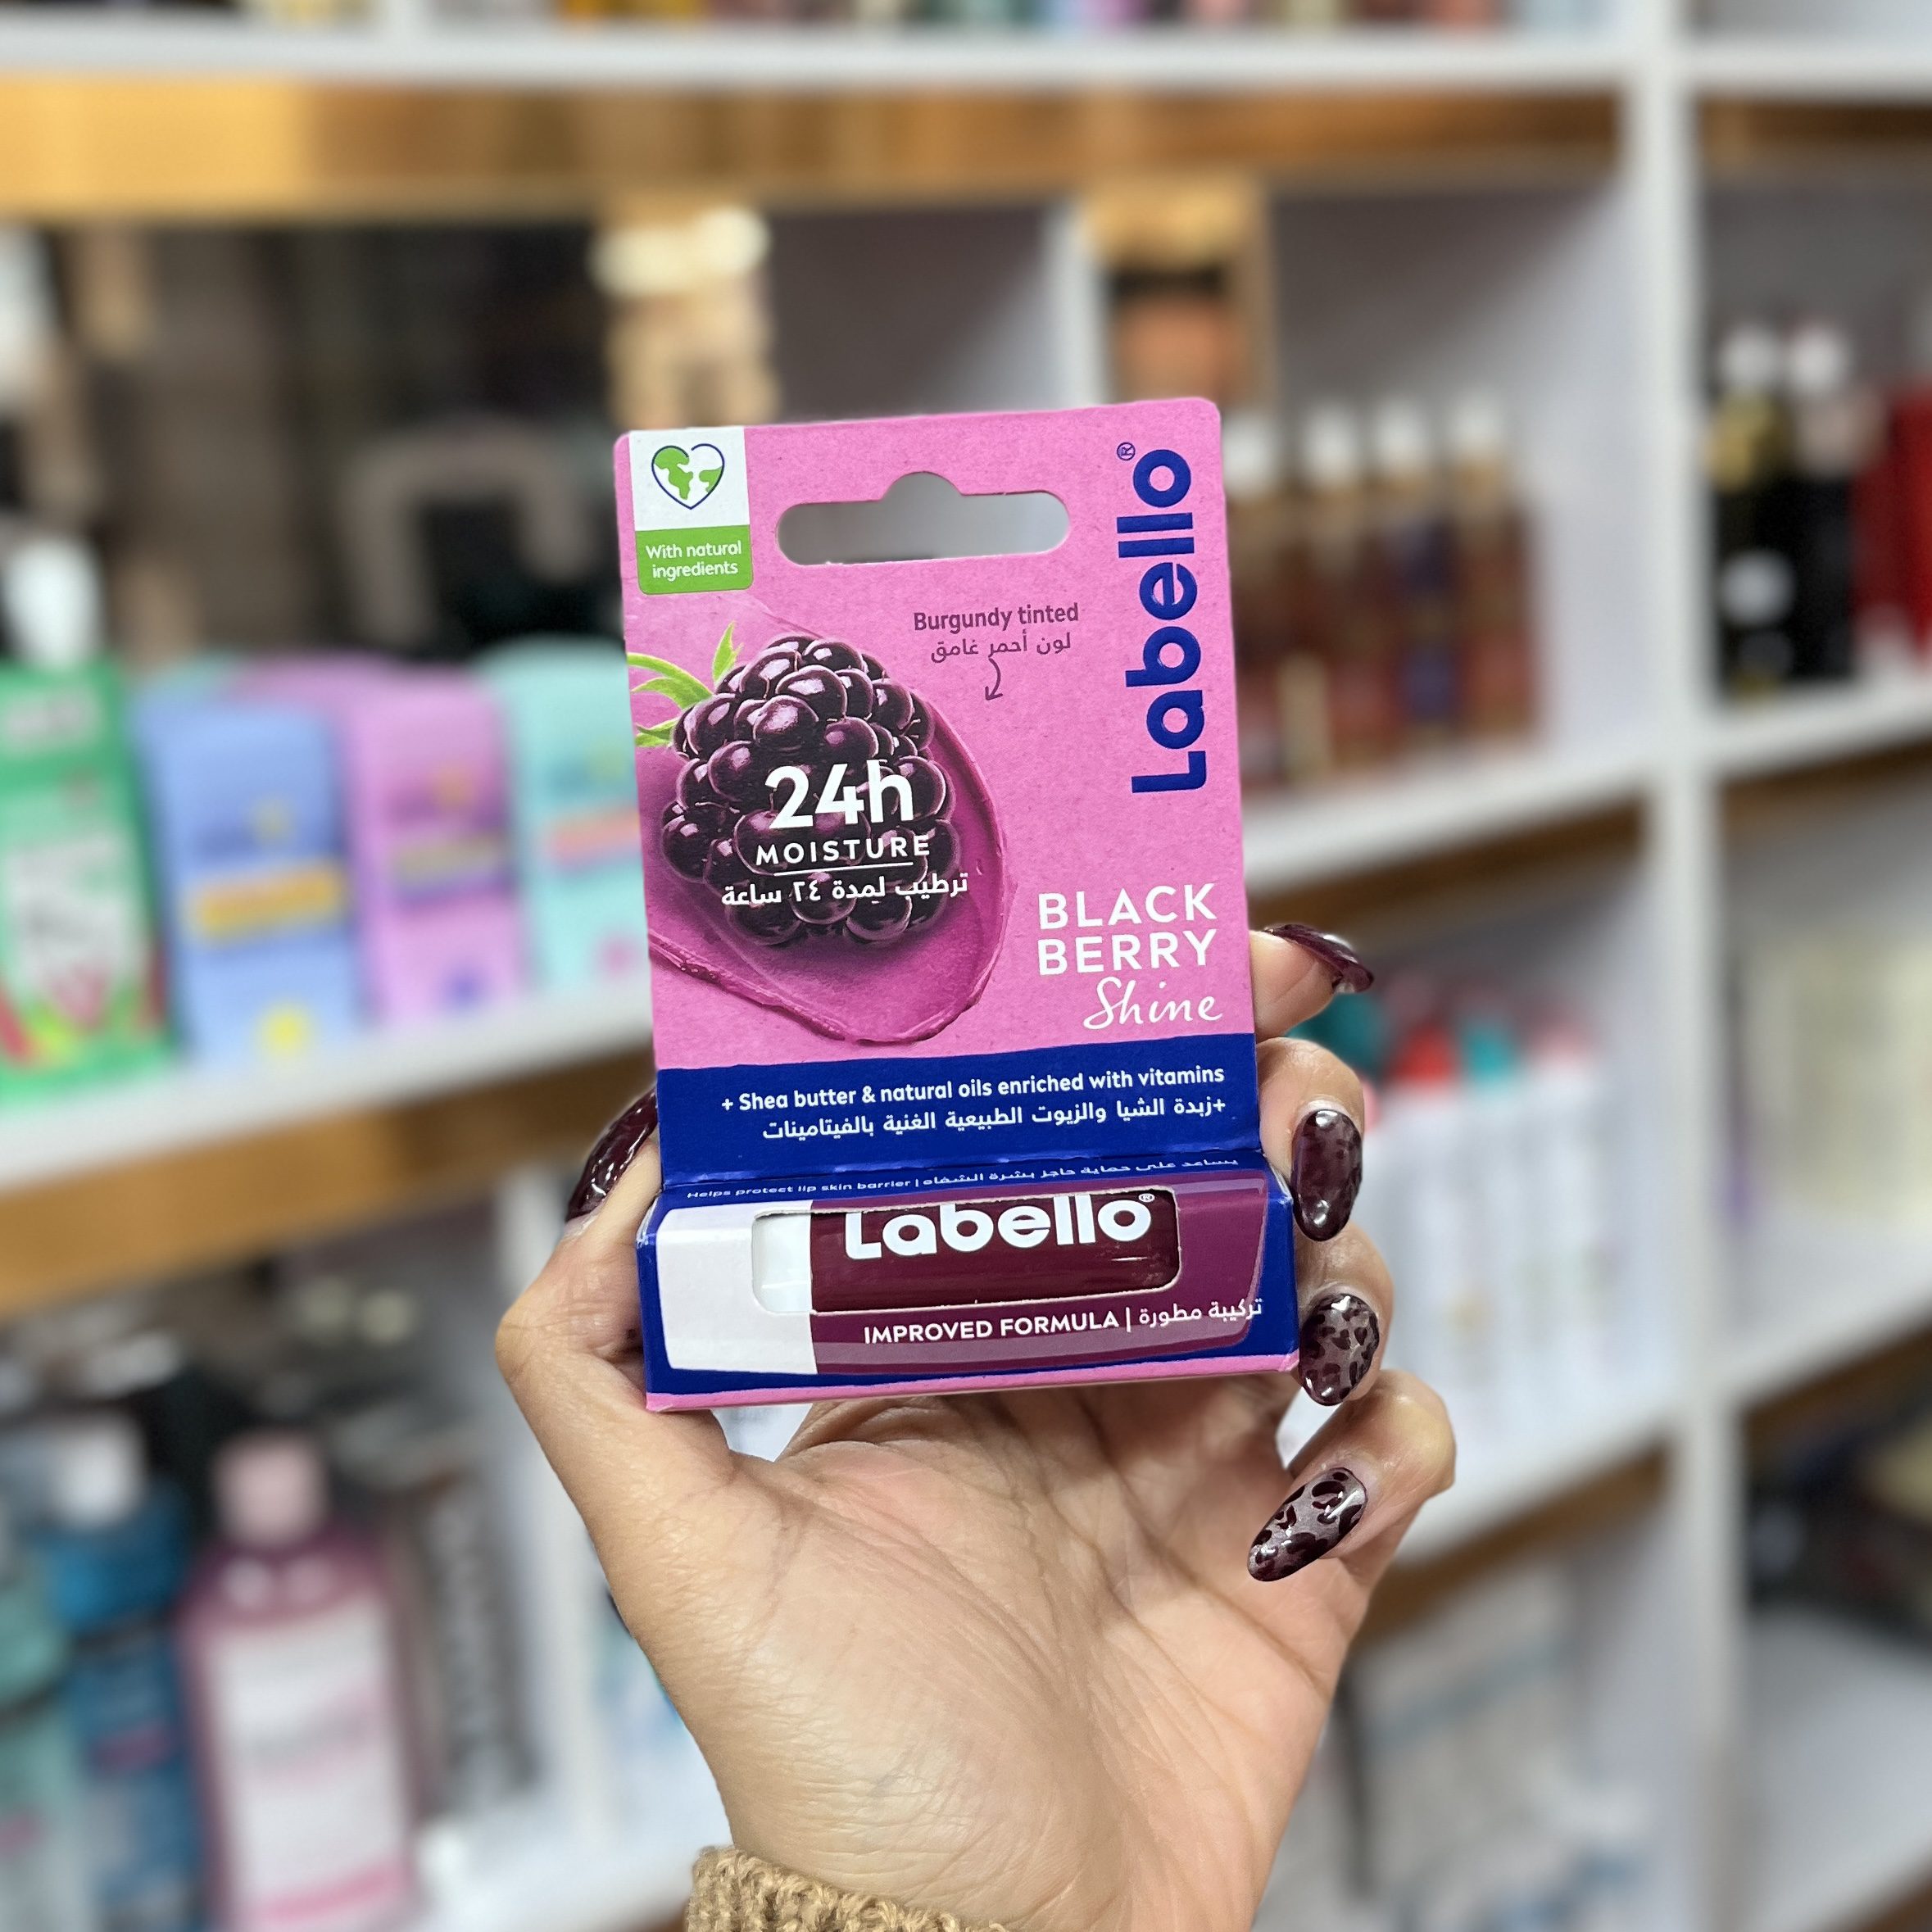 With natural
ingredients
Labello®
Burgundy tinted
لون أحمر غامق
24h
MOISTURE
ترطيب لمدة ٢٤ ساعة
BLACK
BERRY
Shine
+ Shea butter & natural oils enriched with vitamins
+زبدة الشيا والزيوت الطبيعية الغنية بالفيتامينات
Helps protect lip skin barrier | يساعد على حماية حاجز بشرة الشفاه
Labello®
IMPROVED FORMULA | تركيبة مطورة